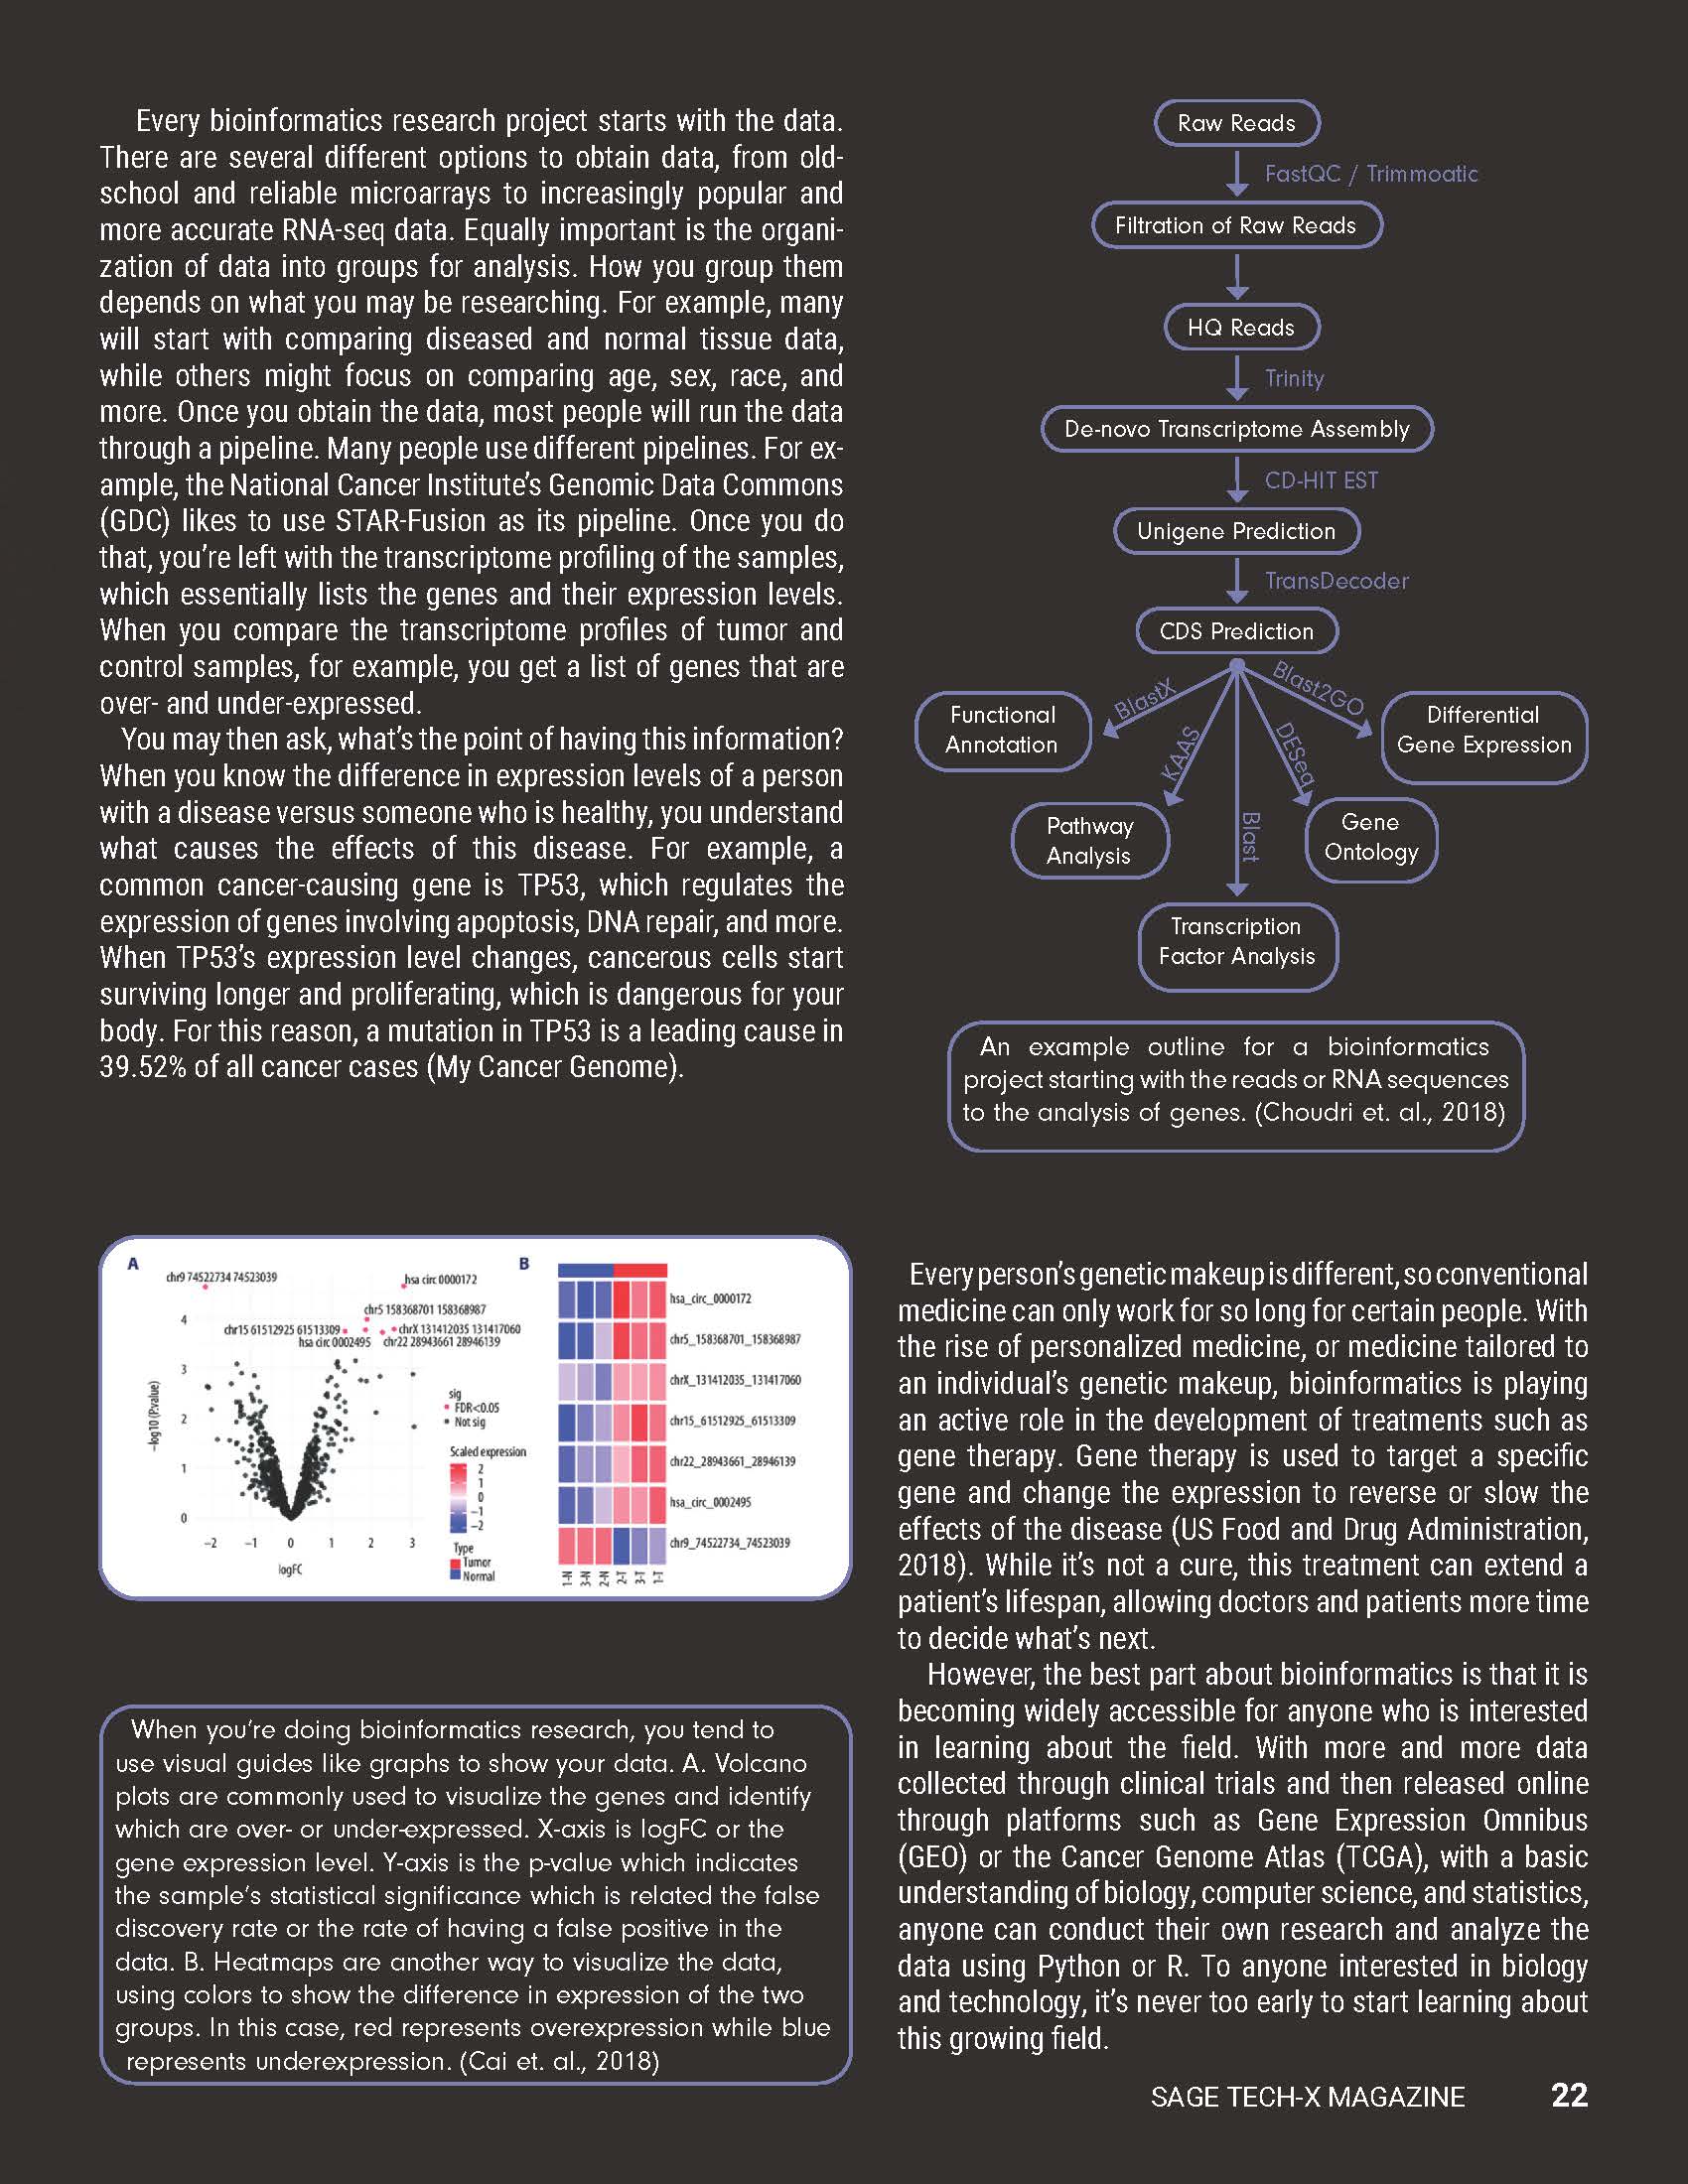 Every bioinformatics research project starts with the data.
There are several different options to obtain data, from old-
school and reliable microarrays to increasingly popular and
more accurate RNA-seq data. Equally important is the organi-
zation of data into groups for analysis. How you group them
depends on what you may be researching. For example, many
will start with comparing diseased and normal tissue data,
while others might focus on comparing age, sex, race, and
more. Once you obtain the data, most people will run the data
through a pipeline. Many people use different pipelines. For ex-
ample, the National Cancer Institute's Genomic Data Commons
(GDC) likes to use STAR-Fusion as its pipeline. Once you do
that, you're left with the transcriptome profiling of the samples,
which essentially lists the genes and their expression levels.
When you compare the transcriptome profiles of tumor and
control samples, for example, you get a list of genes that are
over- and under-expressed.
You may then ask, what's the point of having this information?
When you know the difference in expression levels of a person
with a disease versus someone who is healthy, you understand
what causes the effects of this disease. For example, a
common cancer-causing gene is TP53, which regulates the
expression of genes involving apoptosis, DNA repair, and more.
When TP53's expression level changes, cancerous cells start
surviving longer and proliferating, which is dangerous for your
body. For this reason, a mutation in TP53 is a leading cause in
39.52% of all cancer cases (My Cancer Genome).
Raw Reads
FastQC / Trimmoatic
Filtration of Raw Reads
HQ Reads
Trinity
De-novo Transcriptome Assembly
CD-HIT EST
Unigene Prediction
TransDecoder
CDS Prediction
BlastX
KAAS
Blast
DESeq
Blast2GO
Functional
Annotation
Differential
Gene Expression
Pathway
Analysis
Gene
Ontology
Transcription
Factor Analysis
An example outline for a bioinformatics
project starting with the reads or RNA sequences
to the analysis of genes. (Choudri et. al., 2018)
A
chr9 74522734 74523039
hsa circ 0000172
chr5 158368701 158368987
chr15 61512925 61513309
chrX 131412035 131417060
hsa circ 0002495
chr22 28943661 28946139
4
3
2
1
0
-log10 (P.value)
-2 -1 0 1 2 3
logFC
sig
FDR<0.05
Not sig
Scaled expression
2
1
0
-1
-2
Type
Tumor
Normal
B
hsa_circ_0000172
chr5_158368701_158368987
chrX_131412035_131417060
chr15_61512925_61513309
chr22_28943661_28946139
hsa_circ_0002495
chr9_74522734_74523039
1-N 3-N 2-N 2-T 3-T 1-T
When you're doing bioinformatics research, you tend to
use visual guides like graphs to show your data. A. Volcano
plots are commonly used to visualize the genes and identify
which are over- or under-expressed. X-axis is logFC or the
gene expression level. Y-axis is the p-value which indicates
the sample's statistical significance which is related the false
discovery rate or the rate of having a false positive in the
data. B. Heatmaps are another way to visualize the data,
using colors to show the difference in expression of the two
groups. In this case, red represents overexpression while blue
represents underexpression. (Cai et. al., 2018)
Every person's genetic makeup is different, so conventional
medicine can only work for so long for certain people. With
the rise of personalized medicine, or medicine tailored to
an individual's genetic makeup, bioinformatics is playing
an active role in the development of treatments such as
gene therapy. Gene therapy is used to target a specific
gene and change the expression to reverse or slow the
effects of the disease (US Food and Drug Administration,
2018). While it's not a cure, this treatment can extend a
patient's lifespan, allowing doctors and patients more time
to decide what's next.
However, the best part about bioinformatics is that it is
becoming widely accessible for anyone who is interested
in learning about the field. With more and more data
collected through clinical trials and then released online
through platforms such as Gene Expression Omnibus
(GEO) or the Cancer Genome Atlas (TCGA), with a basic
understanding of biology, computer science, and statistics,
anyone can conduct their own research and analyze the
data using Python or R. To anyone interested in biology
and technology, it's never too early to start learning about
this growing field.
SAGE TECH-X MAGAZINE 22